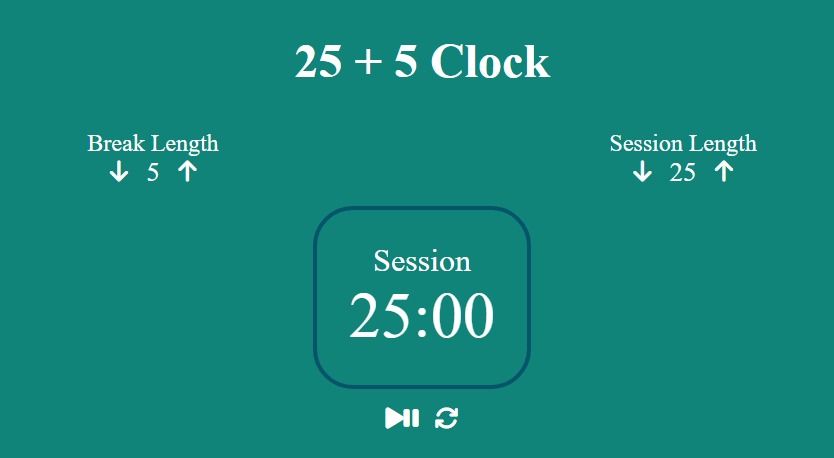 25 + 5 Clock
Break Length
5
Session Length
25
Session
25:00